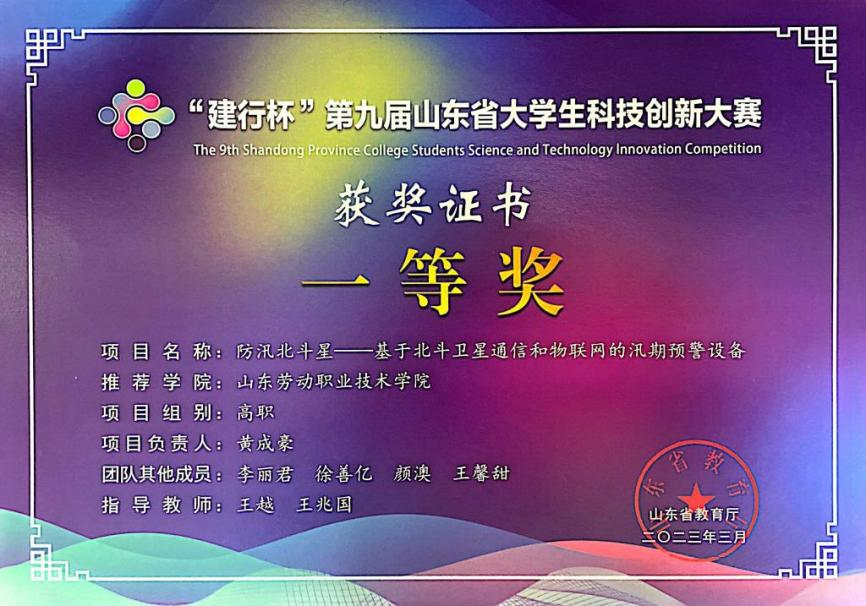 “建行杯”第九届山东省大学生科技创新大赛
The 9th Shandong Province College Students Science and Technology Innovation Competition
获奖证书
一等奖
项目名称：防汛北斗星——基于北斗卫星通信和物联网的汛期预警设备
推荐学院：山东劳动职业技术学院
项目组别：高职
项目负责人：黄成豪
团队其他成员：李丽君 徐善亿 颜澳 王馨甜
指导教师：王越 王兆国
山东省教育厅
山东省教育厅
二〇二三年三月